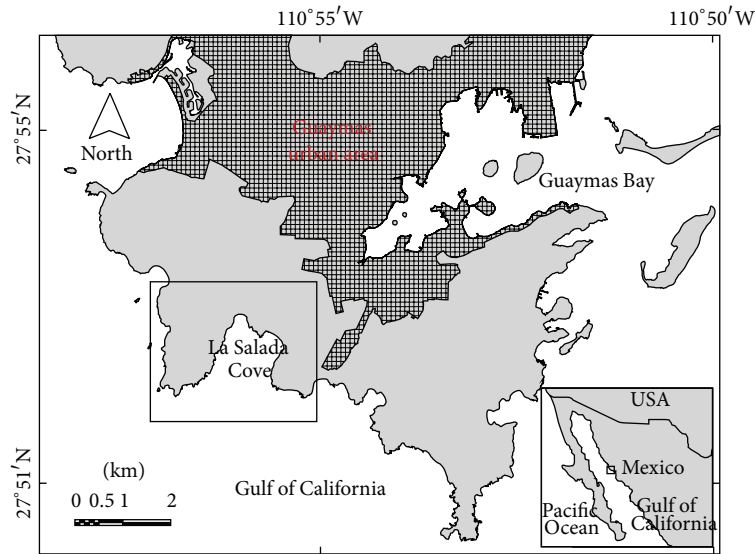 110°55′W
110°50′W
27°55′N
North
Guaymas
urban area
Guaymas Bay
La Salada
Cove
27°51′N
(km)
0 0.5 1 2
Gulf of California
USA
Mexico
Pacific
Ocean
Gulf of
California